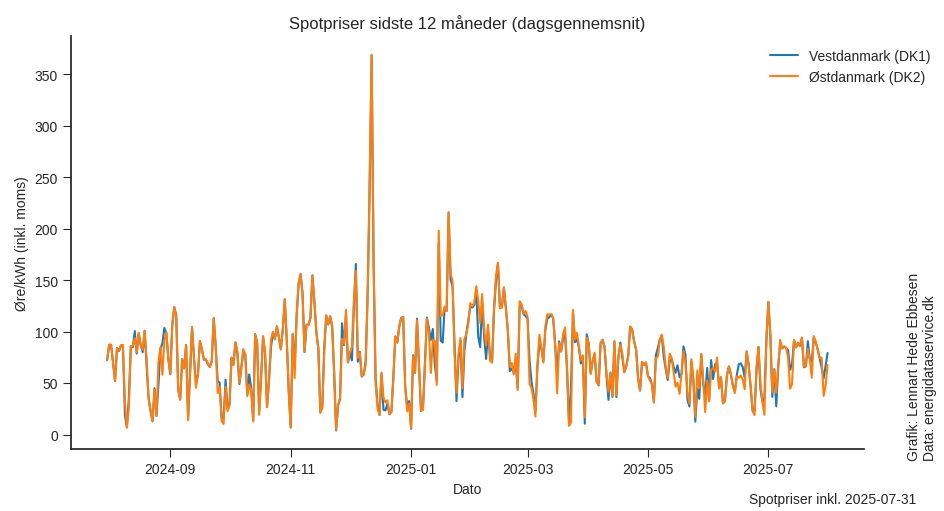 Spotpriser sidste 12 måneder (dagsgennemsnit)
Vestdanmark (DK1)
Østdanmark (DK2)
Øre/kWh (inkl. moms)
350
300
250
200
150
100
50
0
2024-09
2024-11
2025-01
2025-03
2025-05
2025-07
Dato
Grafik: Lennart Hede Ebbesen
Data: energidataservice.dk
Spotpriser inkl. 2025-07-31